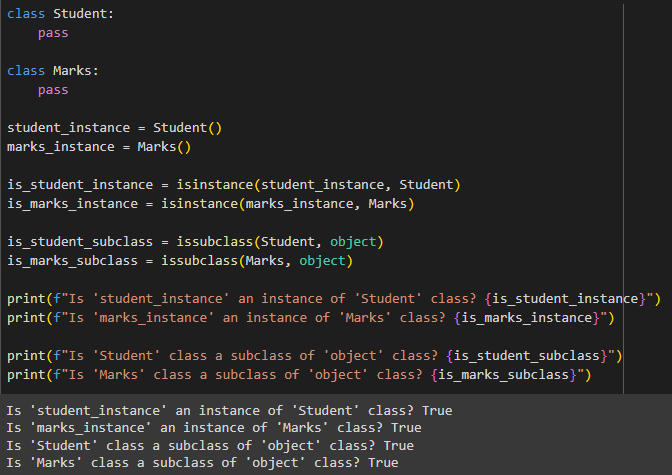 class Student:
    pass

class Marks:
    pass

student_instance = Student()
marks_instance = Marks()

is_student_instance = isinstance(student_instance, Student)
is_marks_instance = isinstance(marks_instance, Marks)

is_student_subclass = issubclass(Student, object)
is_marks_subclass = issubclass(Marks, object)

print(f"Is 'student_instance' an instance of 'Student' class? {is_student_instance}")
print(f"Is 'marks_instance' an instance of 'Marks' class? {is_marks_instance}")

print(f"Is 'Student' class a subclass of 'object' class? {is_student_subclass}")
print(f"Is 'Marks' class a subclass of 'object' class? {is_marks_subclass}")

Is 'student_instance' an instance of 'Student' class? True
Is 'marks_instance' an instance of 'Marks' class? True
Is 'Student' class a subclass of 'object' class? True
Is 'Marks' class a subclass of 'object' class? True